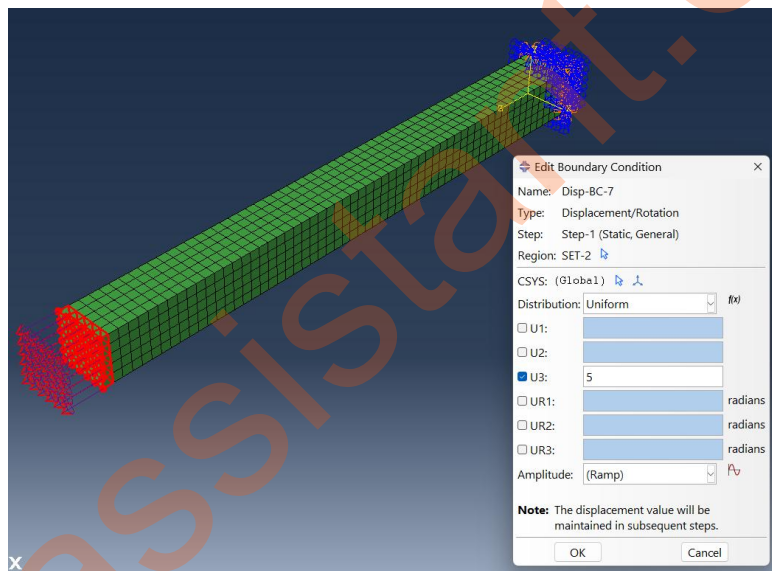 Edit Boundary Condition
Name: Disp-BC-7
Type: Displacement/Rotation
Step: Step-1 (Static, General)
Region: SET-2
CSYS: (Global)
Distribution: Uniform f(x)
U1:
U2:
U3: 5
UR1: radians
UR2: radians
UR3: radians
Amplitude: (Ramp)
Note: The displacement value will be
maintained in subsequent steps.
OK Cancel
X
assistant.